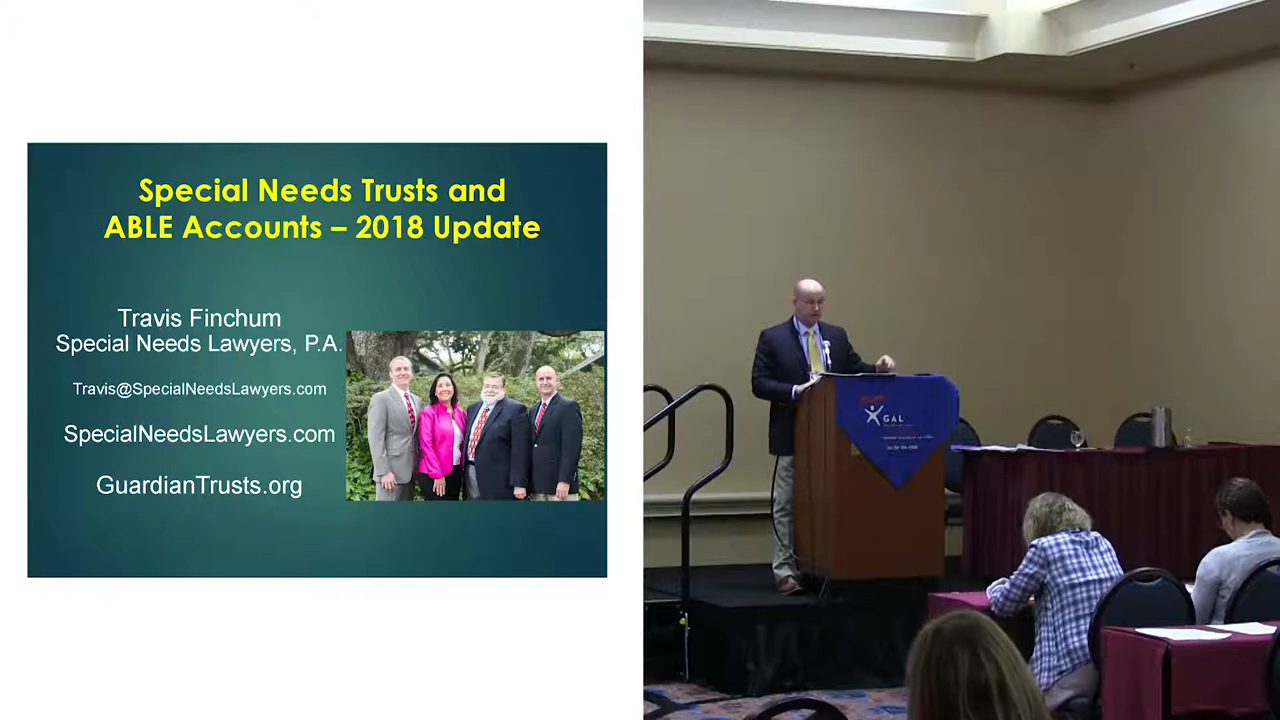 Special Needs Trusts and
ABLE Accounts – 2018 Update
Travis Finchum
Special Needs Lawyers, P.A.
Travis@SpecialNeedsLawyers.com
SpecialNeedsLawyers.com
GuardianTrusts.org
GAL